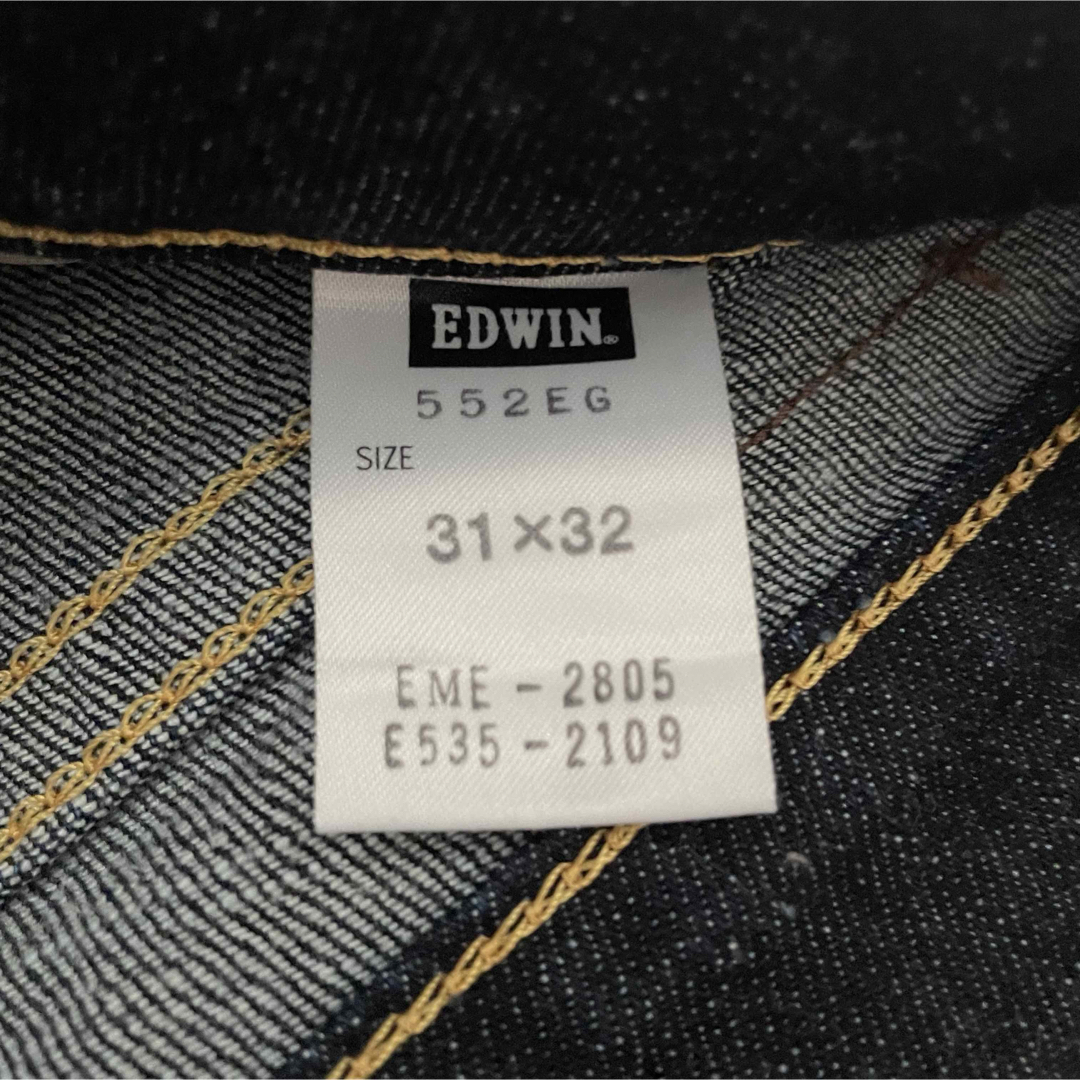 EDWIN®
552EG
SIZE
31×32
EME-2805
E535-2109